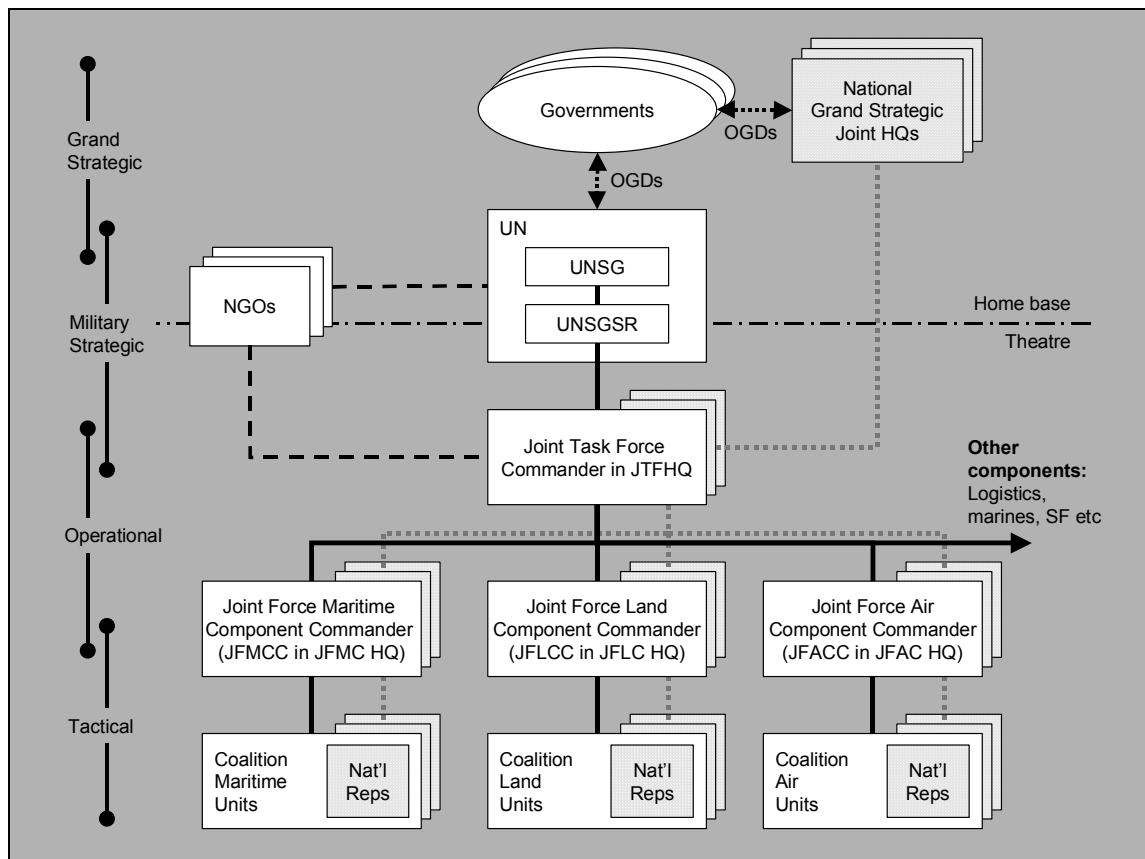 Grand
Strategic
Military
Strategic
Operational
Tactical
Governments
OGDs
National
Grand Strategic
Joint HQs
OGDs
UN
UNSG
UNSGSR
NGOs
Home base
Theatre
Joint Task Force
Commander in JTFHQ
Other
components:
Logistics,
marines, SF etc
Joint Force Maritime
Component Commander
(JFMCC in JFMC HQ)
Joint Force Land
Component Commander
(JFLCC in JFLC HQ)
Joint Force Air
Component Commander
(JFACC in JFAC HQ)
Coalition
Maritime
Units
Nat'l
Reps
Coalition
Land
Units
Nat'l
Reps
Coalition
Air
Units
Nat'l
Reps